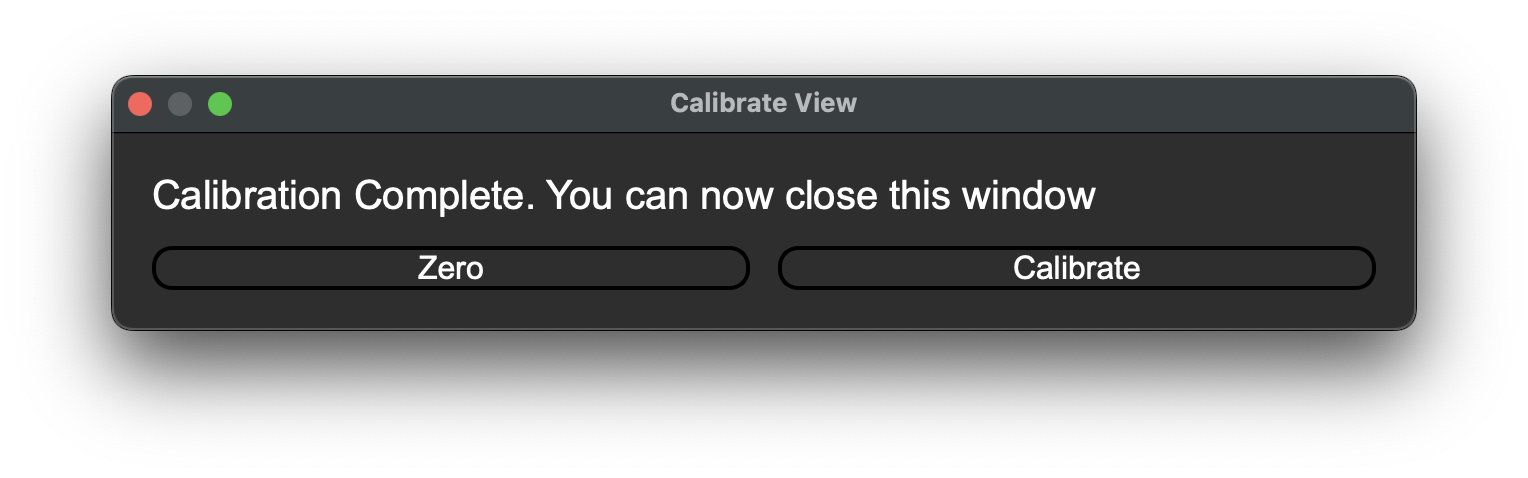 Calibrate View
Calibration Complete. You can now close this window
Zero
Calibrate